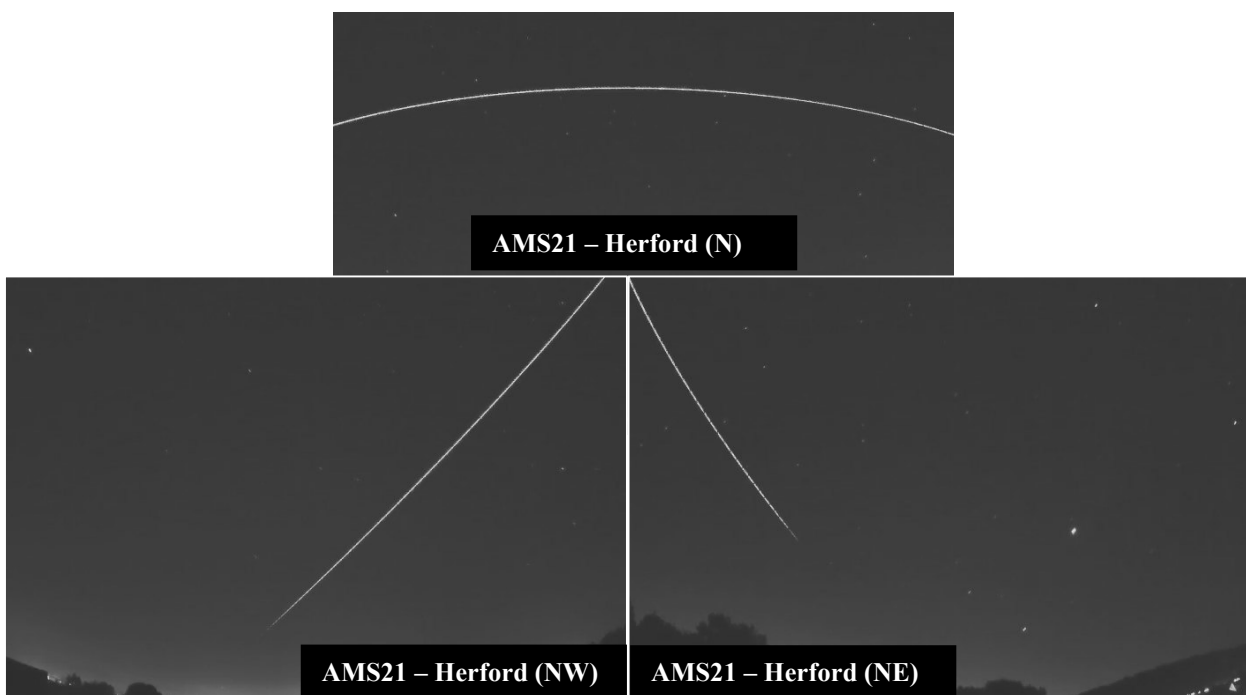 AMS21 – Herford (N)
AMS21 – Herford (NW)
AMS21 – Herford (NE)